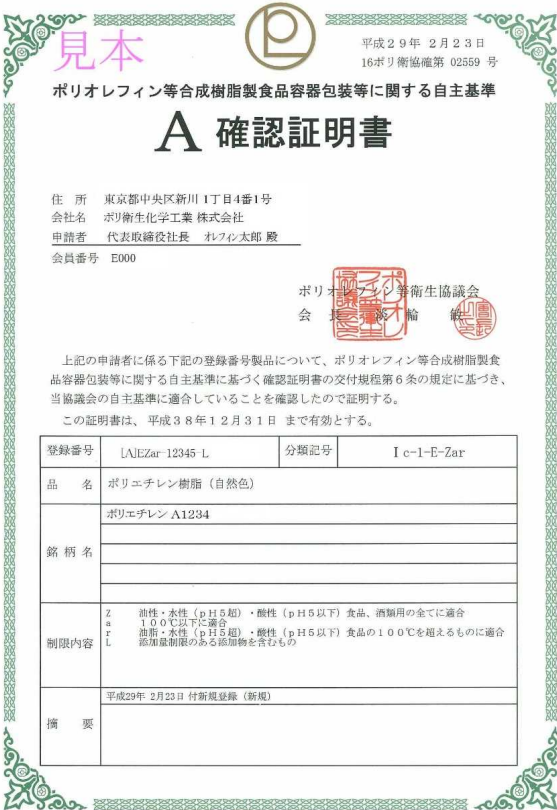 見本
平成29年 2月23日
16ポリ衛協確第 02559 号
ポリオレフィン等合成樹脂製食品容器包装等に関する自主基準
A 確認証明書
住 所 東京都中央区新川 1丁目4番1号
会社名 ポリ衛生化学工業 株式会社
申請者 代表取締役社長 オレフィン太郎 殿
会員番号 E000
ポリオレフィン等衛生協議会
会 長 淡 輪 敏
上記の申請者に係る下記の登録番号製品について、ポリオレフィン等合成樹脂製食
品容器包装等に関する自主基準に基づく確認証明書の交付規程第6条の規定に基づき、
当協議会の自主基準に適合していることを確認したので証明する。
この証明書は、平成38年12月31日 まで有効とする。
登録番号 [A]EZar-12345-L 分類記号 Ⅰc-1-E-Zar
品 名 ポリエチレン樹脂（自然色）
銘 柄 名 ポリエチレン A1234
制限内容
Z 油性・水性（pH5超）・酸性（pH5以下）食品、酒類用の全てに適合
a 100℃以下に適合
r 油脂・水性（pH5超）・酸性（pH5以下）食品の100℃を超えるものに適合
L 添加量制限のある添加物を含むもの
摘 要 平成29年 2月23日 付新規登録（新規）